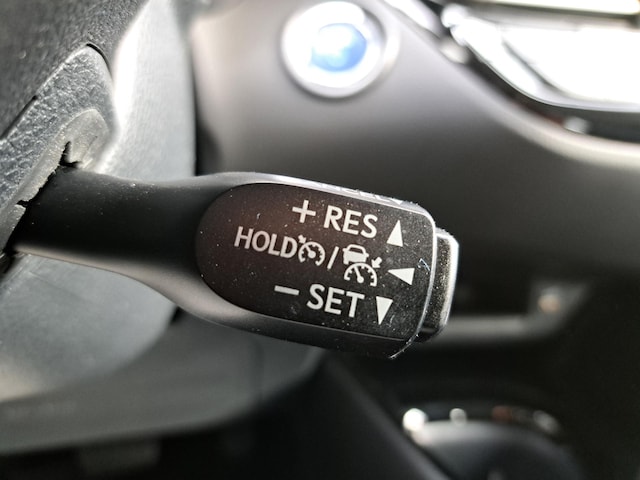 + RES
HOLD /
− SET